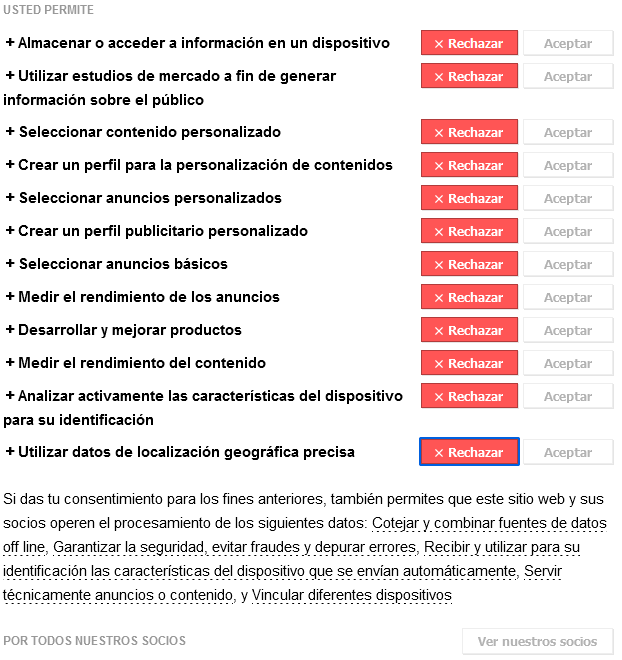 USTED PERMITE
+ Almacenar o acceder a información en un dispositivo × Rechazar Aceptar
+ Utilizar estudios de mercado a fin de generar × Rechazar Aceptar
información sobre el público
+ Seleccionar contenido personalizado × Rechazar Aceptar
+ Crear un perfil para la personalización de contenidos × Rechazar Aceptar
+ Seleccionar anuncios personalizados × Rechazar Aceptar
+ Crear un perfil publicitario personalizado × Rechazar Aceptar
+ Seleccionar anuncios básicos × Rechazar Aceptar
+ Medir el rendimiento de los anuncios × Rechazar Aceptar
+ Desarrollar y mejorar productos × Rechazar Aceptar
+ Medir el rendimiento del contenido × Rechazar Aceptar
+ Analizar activamente las características del dispositivo × Rechazar Aceptar
para su identificación
+ Utilizar datos de localización geográfica precisa × Rechazar Aceptar
Si das tu consentimiento para los fines anteriores, también permites que este sitio web y sus
socios operen el procesamiento de los siguientes datos: Cotejar y combinar fuentes de datos
off line, Garantizar la seguridad, evitar fraudes y depurar errores, Recibir y utilizar para su
identificación las características del dispositivo que se envían automáticamente, Servir
técnicamente anuncios o contenido, y Vincular diferentes dispositivos
POR TODOS NUESTROS SOCIOS Ver nuestros socios